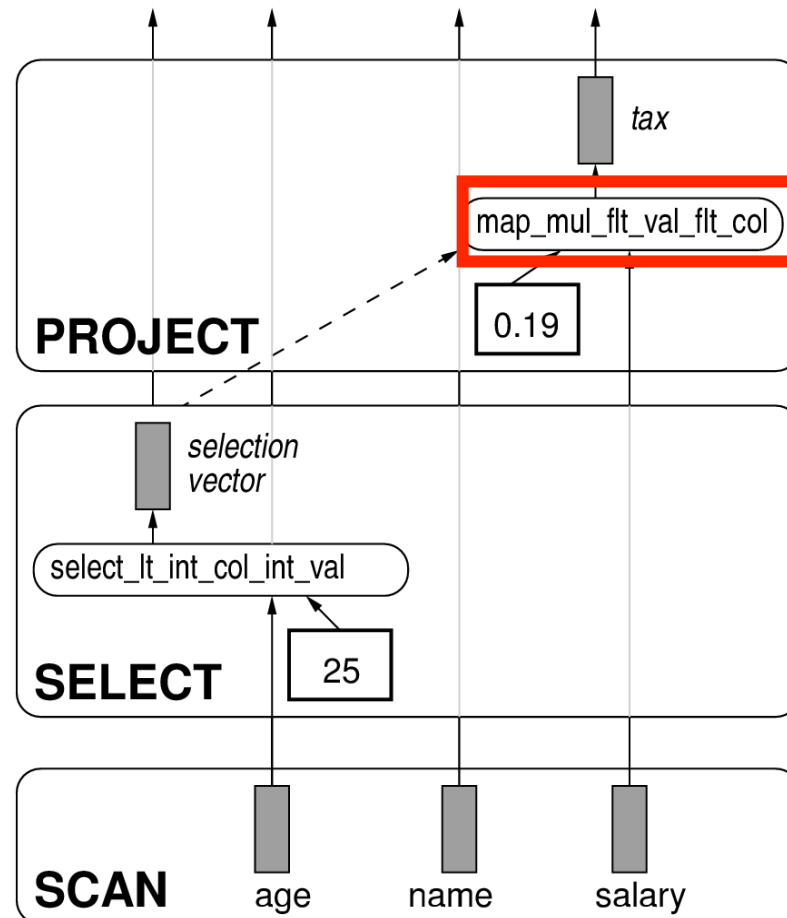 tax
map_mul_flt_val_flt_col
0.19
PROJECT
selection
vector
select_lt_int_col_int_val
25
SELECT
SCAN
age
name
salary